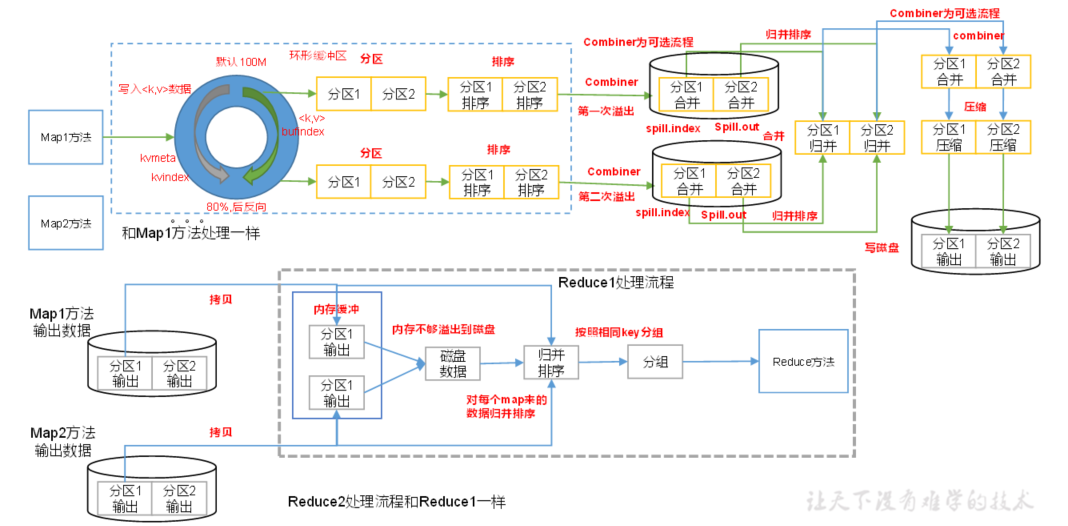 Combiner为可选流程
默认100M
环形缓冲区
分区
排序
Combiner为可选流程
归并排序
combiner
写入<k,v>数据
分区1
分区2
分区1
排序
分区2
排序
Combiner
第一次溢出
分区1
合并
分区2
合并
分区1
合并
分区2
合并
压缩
<k,v>
bufindex
Map1方法
spill.index
Spill.out
合并
分区1
归并
分区2
归并
分区1
压缩
分区2
压缩
kvmeta
kvindex
分区
排序
分区1
分区2
分区1
排序
分区2
排序
Combiner
第二次溢出
分区1
合并
分区2
合并
80%,后反向
Map2方法
spill.index
Spill.out
归并排序
和Map1方法处理一样
。。。
写磁盘
分区1
输出
分区2
输出
Reduce1处理流程
Map1方法
输出数据
拷贝
内存缓冲
分区1
输出
内存不够溢出到磁盘
按照相同key分组
分区1
输出
分区2
输出
磁盘
数据
归并
排序
分组
Reduce方法
分区1
输出
对每个map来的
数据归并排序
Map2方法
输出数据
拷贝
分区1
输出
分区2
输出
Reduce2处理流程和Reduce1一样
让天下没有难学的技术